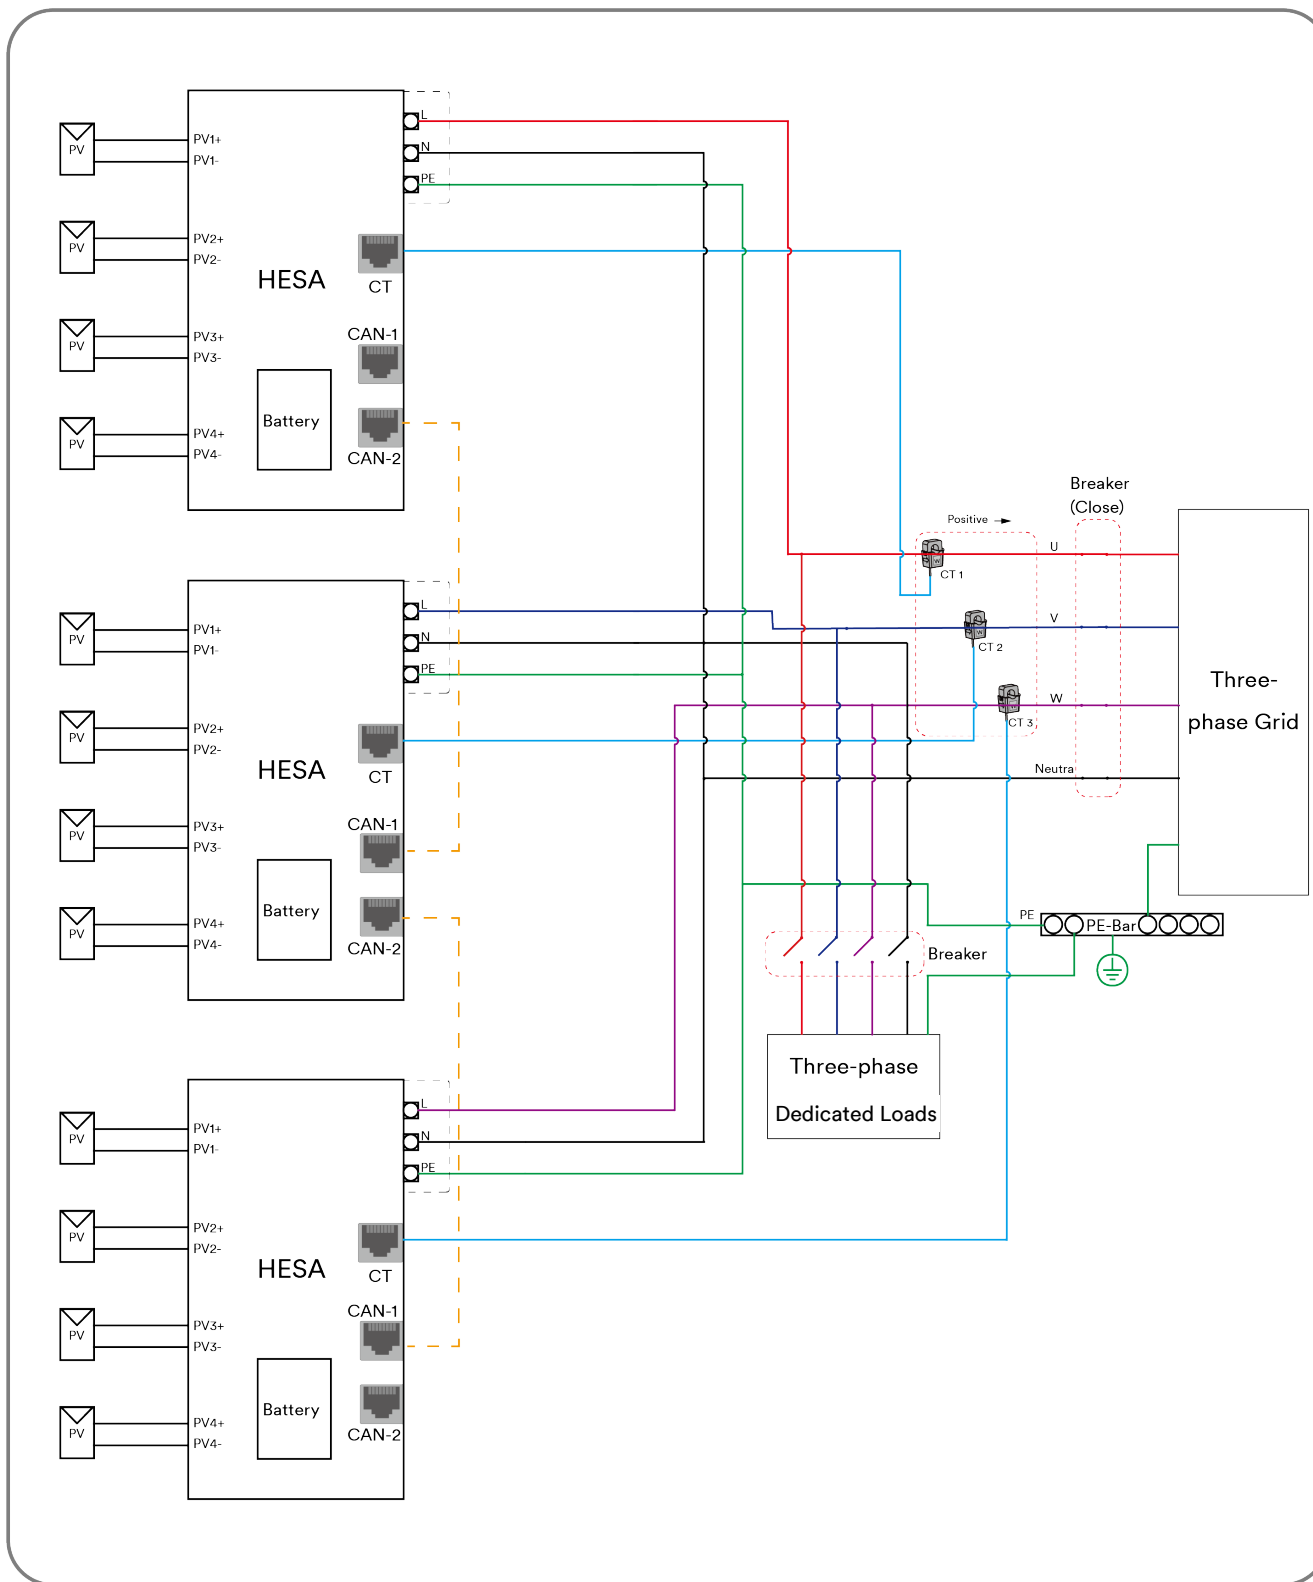 L
PV1+
PV
PV1-
N
PE
PV2+
PV
PV2-
HESA
CT
CAN-1
PV3+
PV
PV3-
Battery
PV4+
PV
PV4-
CAN-2
Breaker
(Close)
Positive
U
CT 1
W
L
PV1+
PV
PV1-
N
V
CT 2
W
PE
Three-
phase Grid
W
CT 3
W
PV2+
PV
PV2-
HESA
CT
Neutra
CAN-1
PV3+
PV
PV3-
Battery
PV4+
PV
PV4-
CAN-2
PE
PE-Bar
Breaker
Three-phase
Dedicated Loads
L
PV1+
PV
PV1-
N
PE
PV2+
PV
PV2-
HESA
CT
CAN-1
PV3+
PV
PV3-
Battery
PV4+
PV
PV4-
CAN-2